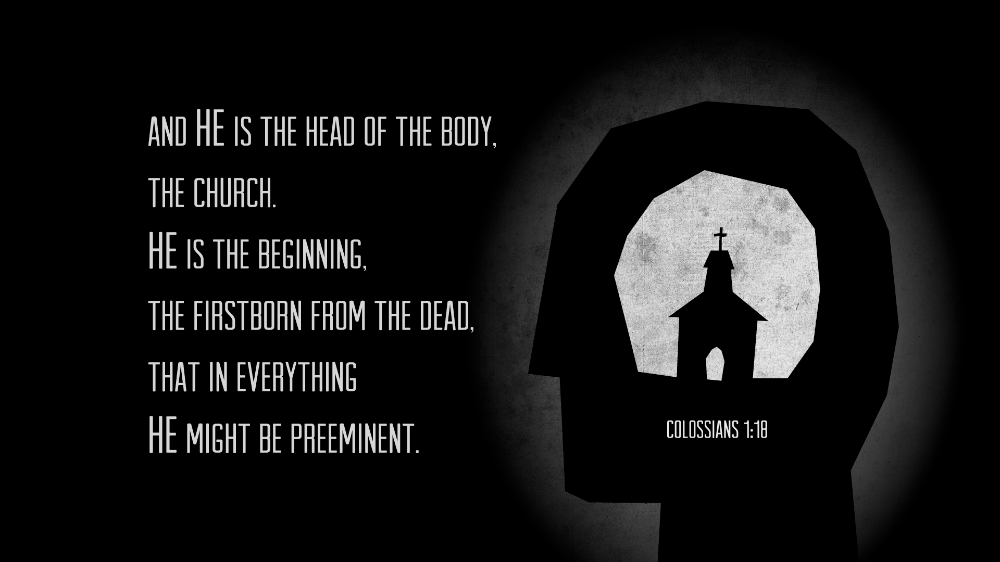 AND HE IS THE HEAD OF THE BODY,
THE CHURCH.
HE IS THE BEGINNING,
THE FIRSTBORN FROM THE DEAD,
THAT IN EVERYTHING
HE MIGHT BE PREEMINENT.
COLOSSIANS 1:18